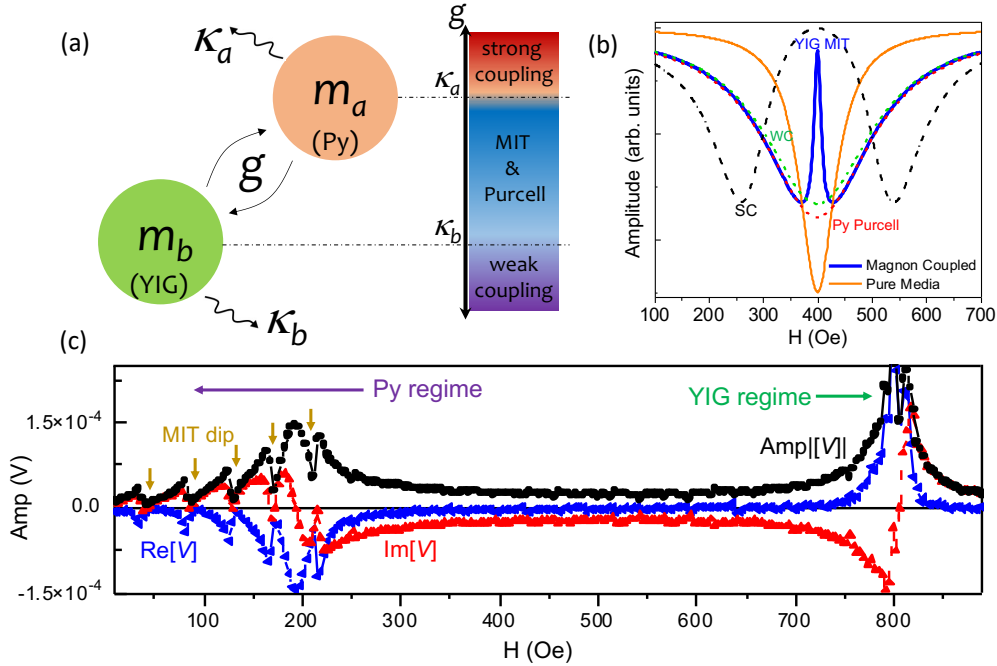 (a)
κa
ma
(Py)
g
mb
(YIG)
κb
g
strong
coupling
κa
MIT
&
Purcell
κb
weak
coupling
(b)
Amplitude (arb. units)
YIG MIT
WC
SC
Py Purcell
Magnon Coupled
Pure Media
100 200 300 400 500 600 700
H (Oe)
(c)
Amp (V)
1.5×10⁻⁴
0.0
-1.5×10⁻⁴
Py regime
YIG regime
MIT dip
Amp|[V]|
Re[V]
Im[V]
100 200 300 400 500 600 700 800
H (Oe)